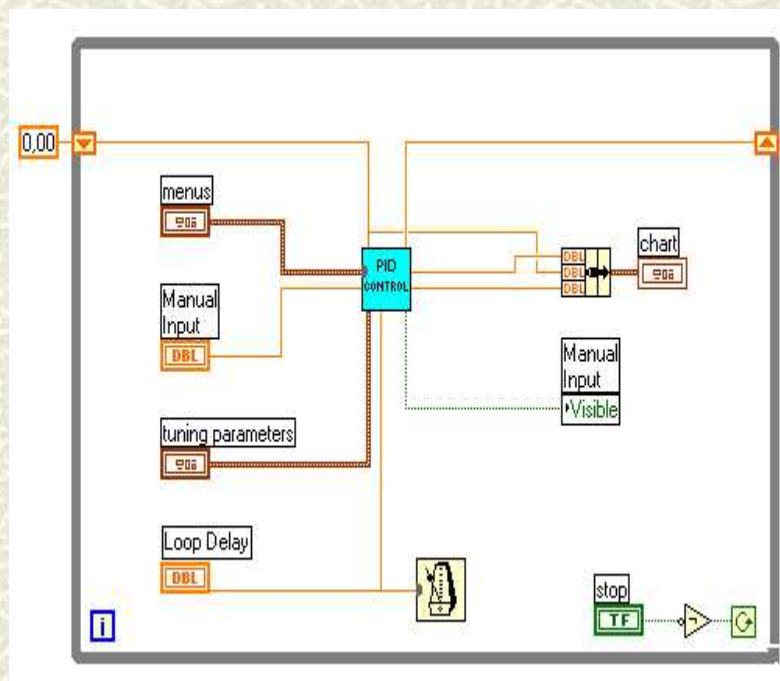 0,00
menus
Manual
Input
DBL
tuning parameters
Loop Delay
DBL
PID
CONTROL
DBL
DBL
DBL
chart
Manual
Input
Visible
stop
TF
i